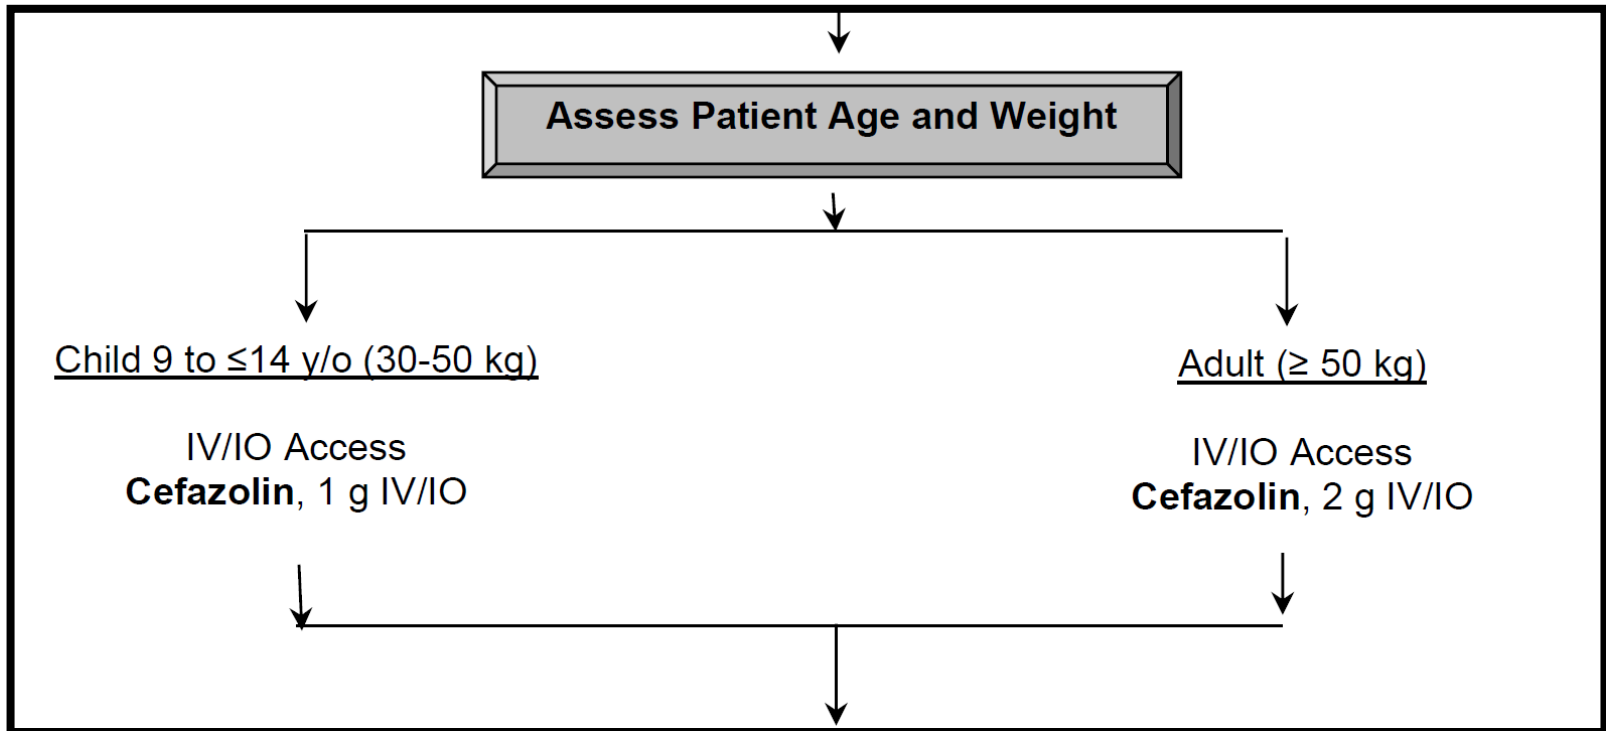 Assess Patient Age and Weight
Child 9 to ≤14 y/o (30-50 kg)
IV/IO Access
Cefazolin, 1 g IV/IO
Adult (≥ 50 kg)
IV/IO Access
Cefazolin, 2 g IV/IO